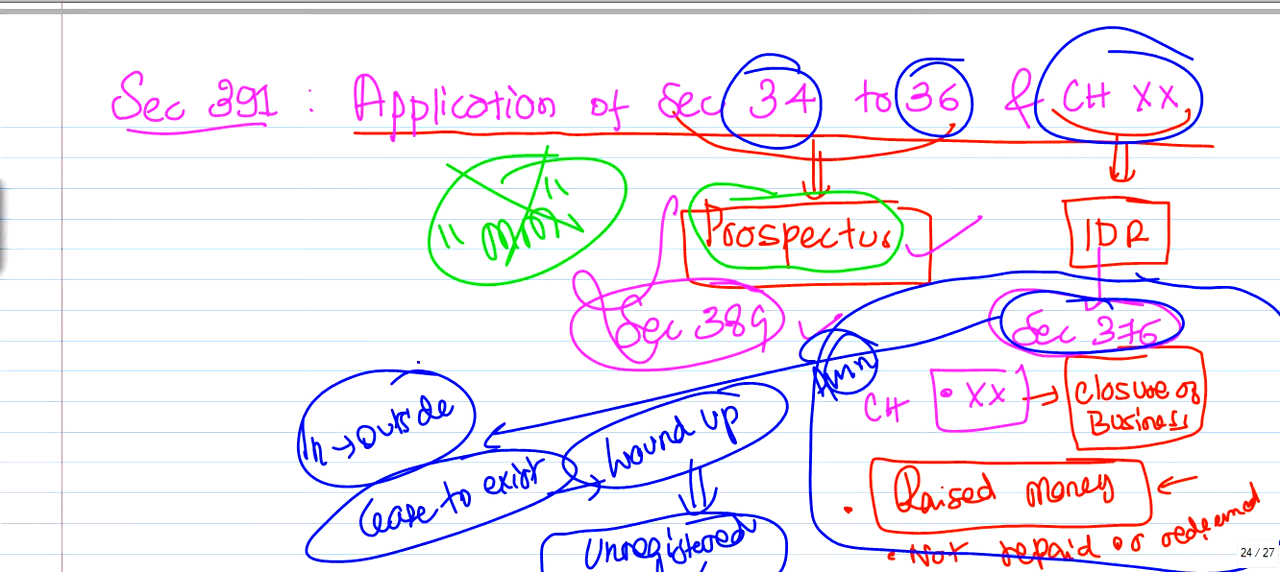 Sec 391 : Application of Sec 34 to 36 & CH XX
Prospectus
IDR
Sec 389
Sec 376
CH XX → Closure of
Business
In → outside
Wound up
Cease to exist
Raised money
Unregistered
Not repaid or redeemed
24 / 27